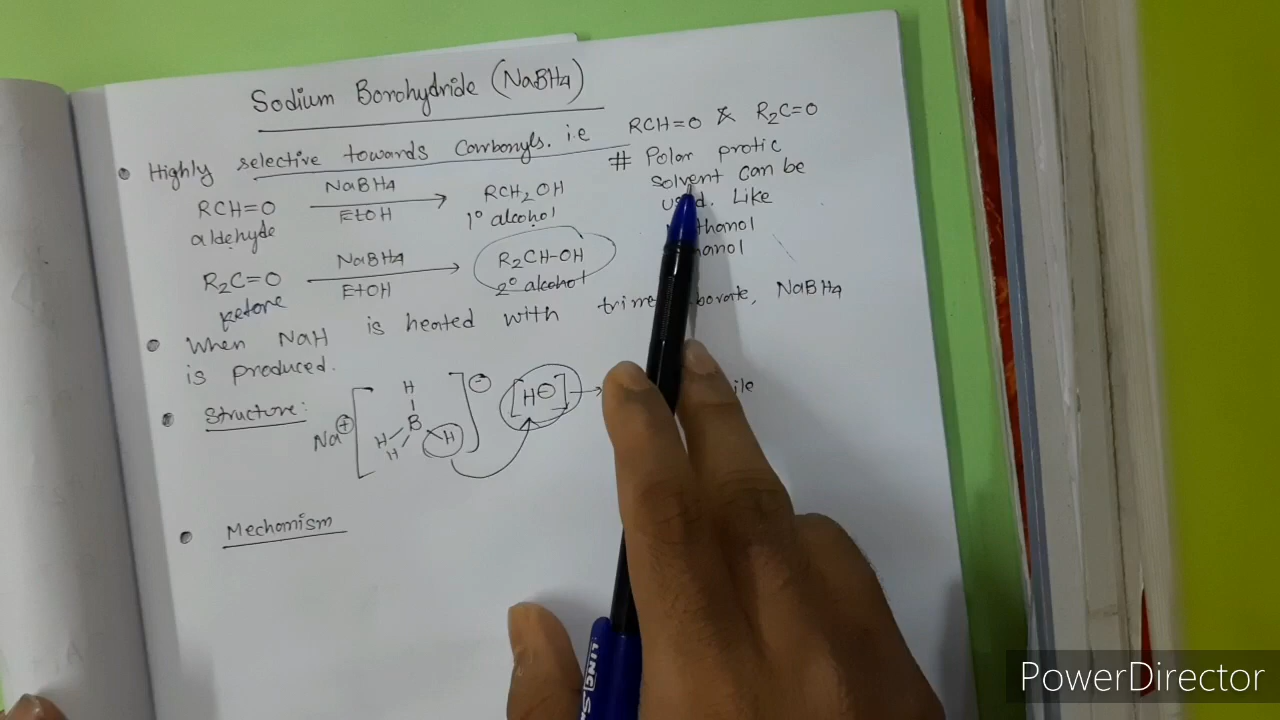 Sodium Borohydride (NaBH4)
• Highly selective towards Carbonyls. i.e RCH=O & R2C=O
RCH=O NaBH4 EtOH RCH2OH
aldehyde 1° alcohol
R2C=O NaBH4 EtOH R2CH-OH
ketone 2° alcohol
# Polar protic
solvent can be
Like
• When NaH is heated with NaBH4
is produced.
• Structure: Na⊕ [H B H H H]⊖ [H⊖] →
• Mechanism
LINC
PowerDirector